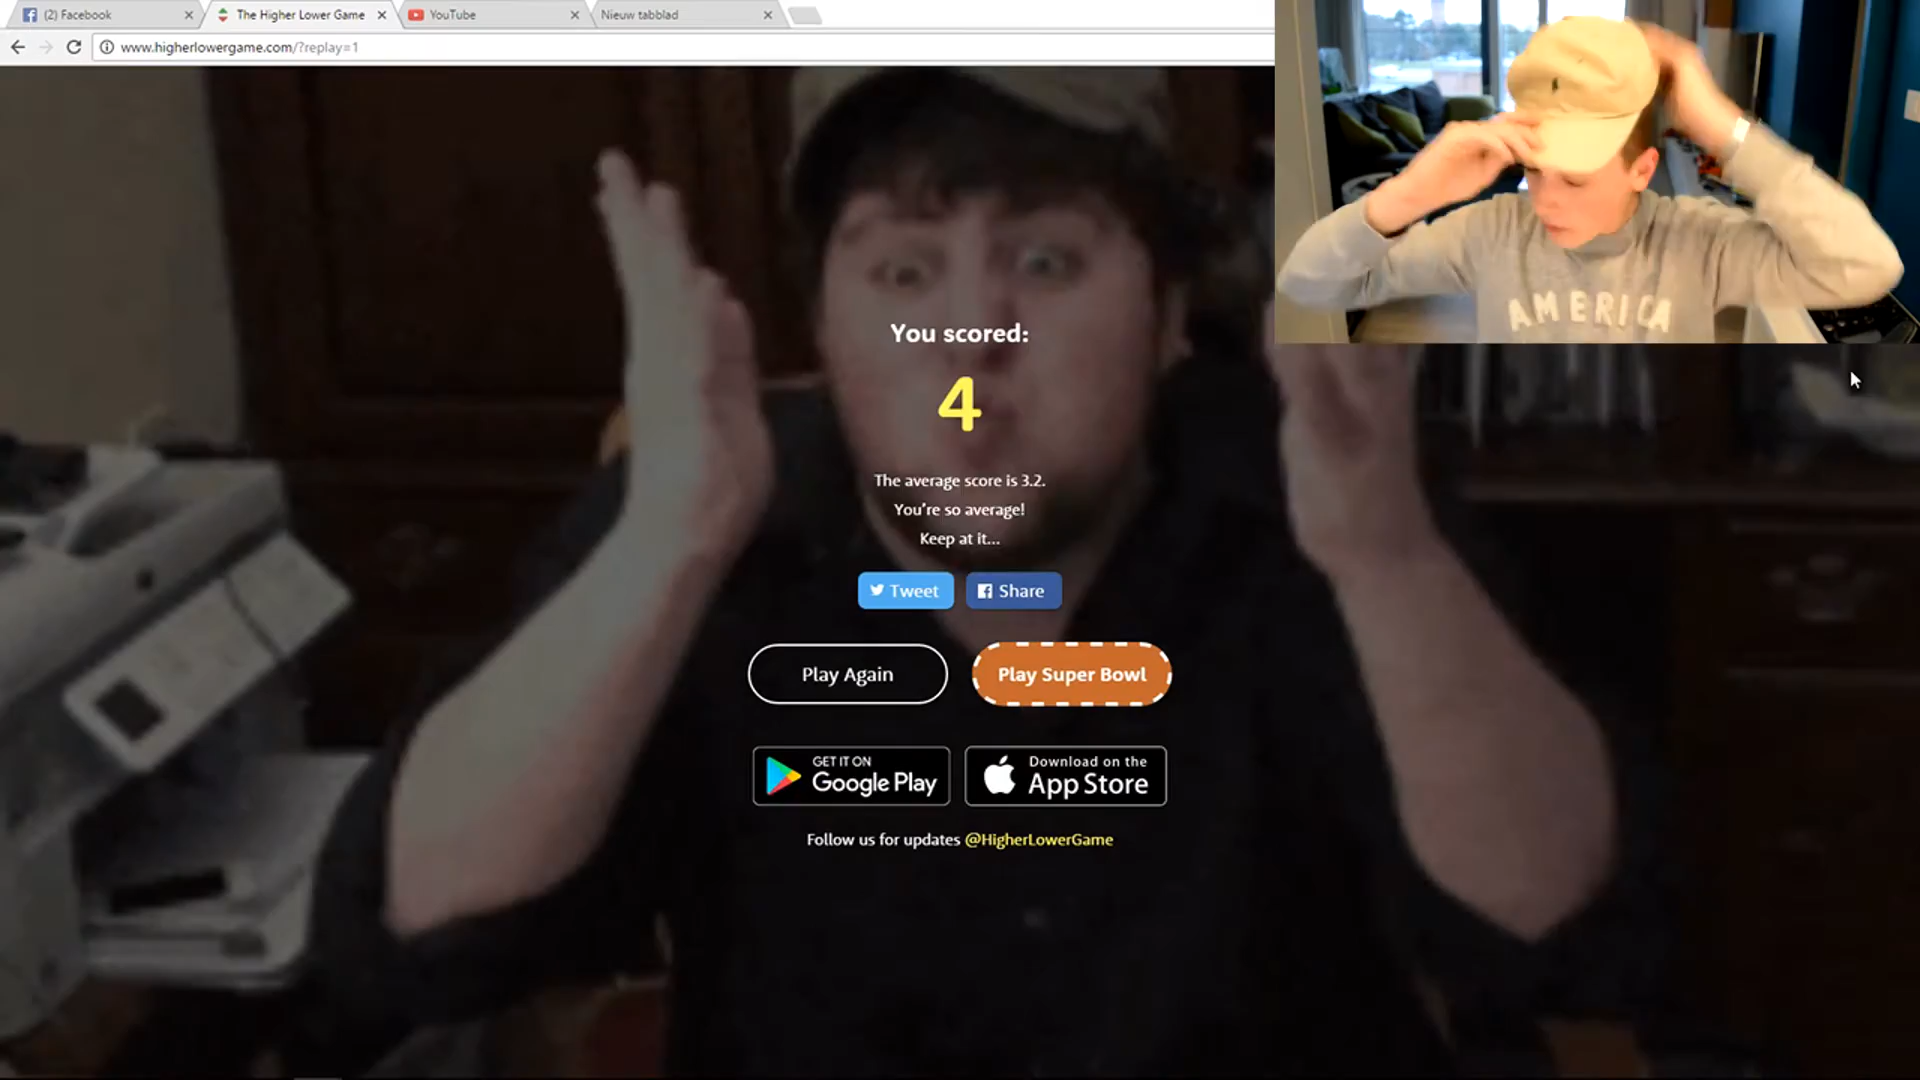 (2) Facebook
The Higher Lower Game
YouTube
Nieuw tabblad
www.higherlowergame.com/?replay=1
AMERICA
You scored:
4
The average score is 3.2.
You're so average!
Keep at it...
Tweet
Share
Play Again
Play Super Bowl
GET IT ON
Google Play
Download on the
App Store
Follow us for updates @HigherLowerGame